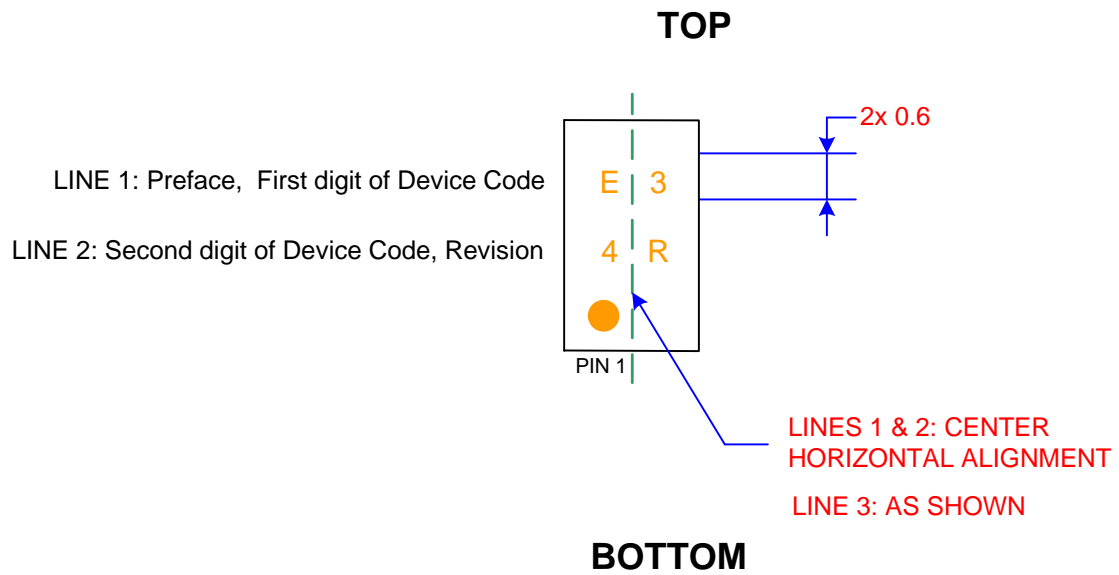 TOP
2x 0.6
LINE 1: Preface, First digit of Device Code
E 3
LINE 2: Second digit of Device Code, Revision
4 R
PIN 1
LINES 1 & 2: CENTER
HORIZONTAL ALIGNMENT
LINE 3: AS SHOWN
BOTTOM